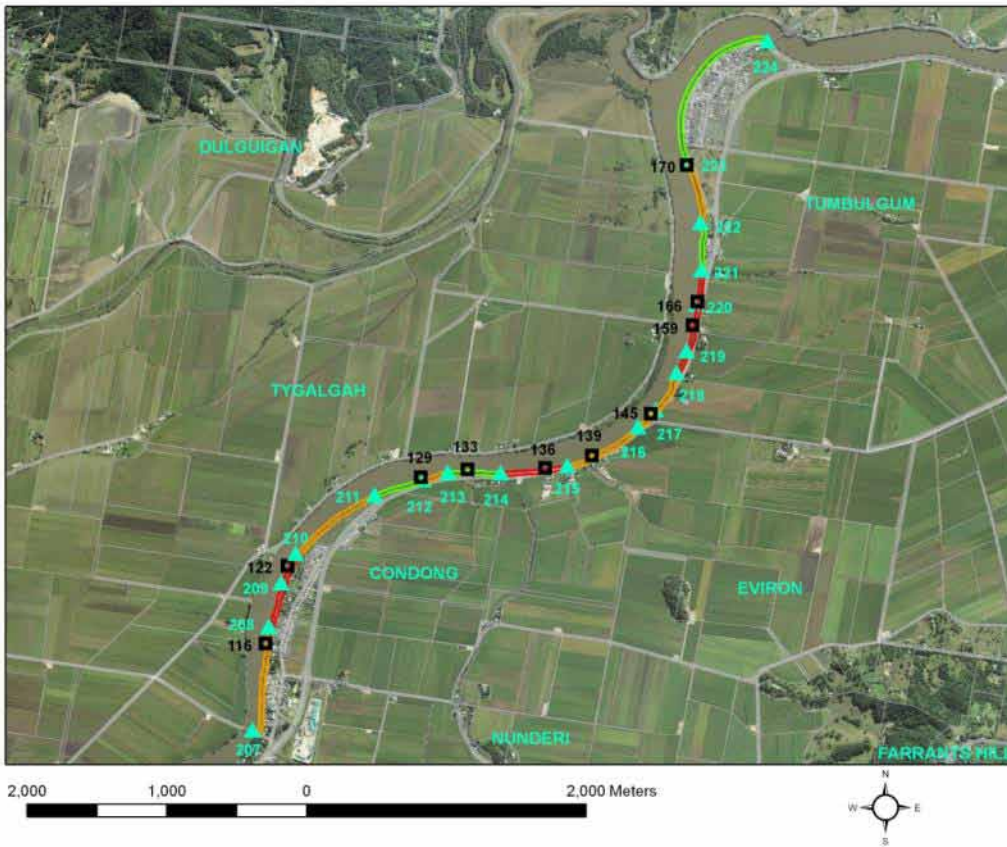 224
DULGUIGAN
170 223
TUMBULGUM
222
221
166 220
159
219
TYGALGAH
218
145 217
133 136 139
129 216
211 212 213 214 215
210
122
CONDONG
209
EVIRON
208
116
207
NUNDERI
FARRANTS HILL
2,000 1,000 0 2,000 Meters
N
W E
S